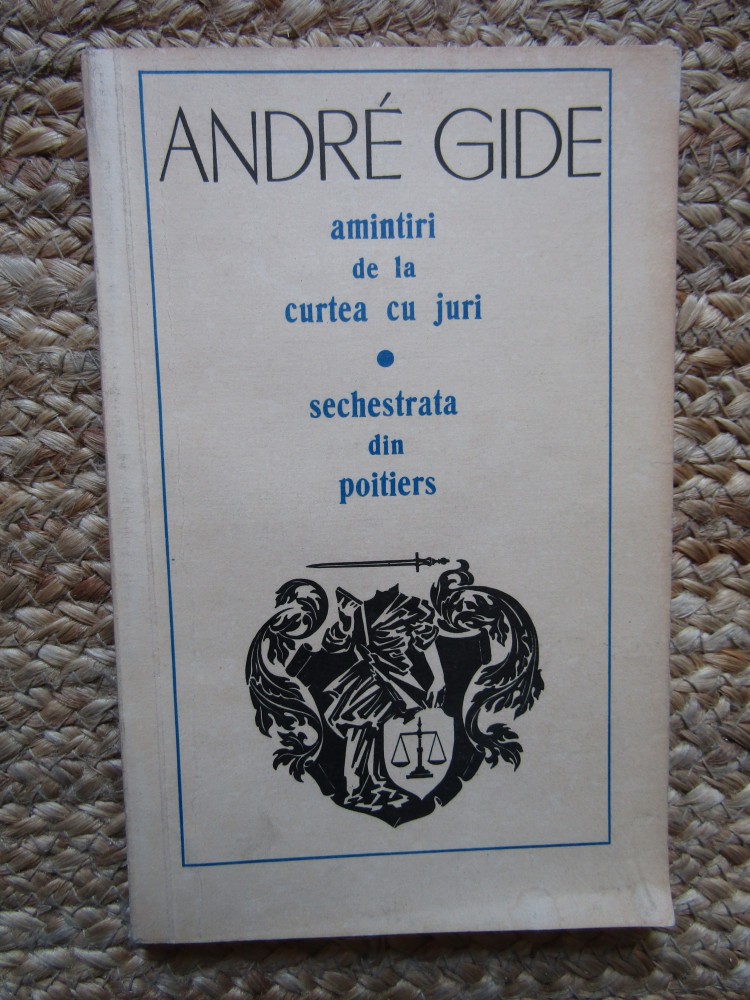 ANDRÉ GIDE
amintiri
de la
curtea cu juri
sechestrata
din
poitiers